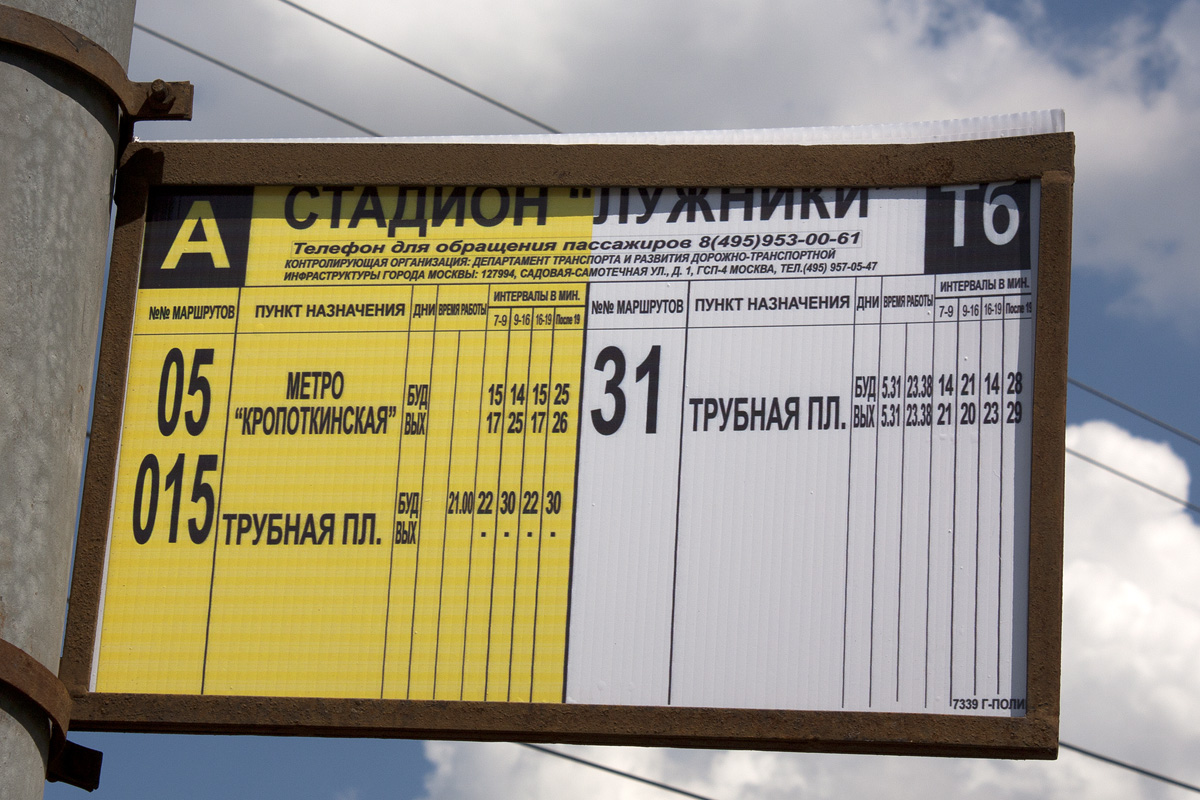 А СТАДИОН "ЛУЖНИКИ" Тб
Телефон для обращения пассажиров 8(495)953-00-61
КОНТРОЛИРУЮЩАЯ ОРГАНИЗАЦИЯ: ДЕПАРТАМЕНТ ТРАНСПОРТА И РАЗВИТИЯ ДОРОЖНО-ТРАНСПОРТНОЙ
ИНФРАСТРУКТУРЫ ГОРОДА МОСКВЫ: 127994, САДОВАЯ-САМОТЕЧНАЯ УЛ., Д. 1, ГСП-4 МОСКВА, ТЕЛ.(495) 957-05-47
№№ МАРШРУТОВ ПУНКТ НАЗНАЧЕНИЯ ДНИ ВРЕМЯ РАБОТЫ ИНТЕРВАЛЫ В МИН.
7-9 9-16 16-19 После 19
05 МЕТРО "КРОПОТКИНСКАЯ" БУД 15 14 15 25
ВЫХ 17 25 17 26
015 ТРУБНАЯ ПЛ. БУД 21.00 22 30 22 30
ВЫХ . . . .
№№ МАРШРУТОВ ПУНКТ НАЗНАЧЕНИЯ ДНИ ВРЕМЯ РАБОТЫ ИНТЕРВАЛЫ В МИН.
7-9 9-16 16-19 После 19
31 ТРУБНАЯ ПЛ. БУД 5.31 23.38 14 21 14 28
ВЫХ 5.31 23.38 21 20 23 29
7339 Г-ПОЛИ